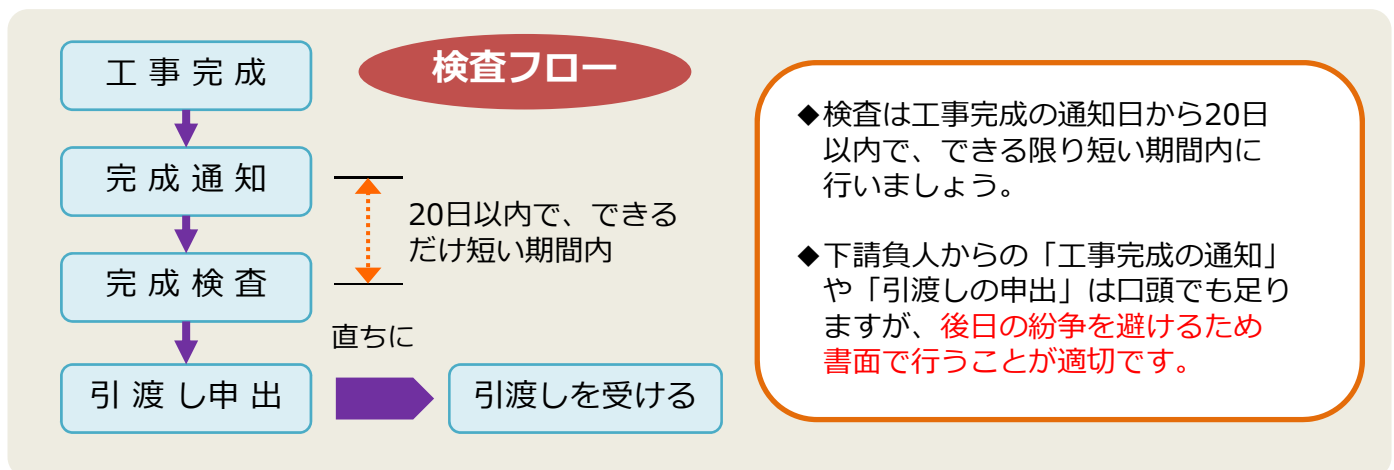 検査フロー
工事完成
完成通知
20日以内で、できる
だけ短い期間内
完成検査
直ちに
引渡し申出
引渡しを受ける
◆検査は工事完成の通知日から20日
以内で、できる限り短い期間内に
行いましょう。
◆下請負人からの「工事完成の通知」
や「引渡しの申出」は口頭でも足り
ますが、後日の紛争を避けるため
書面で行うことが適切です。